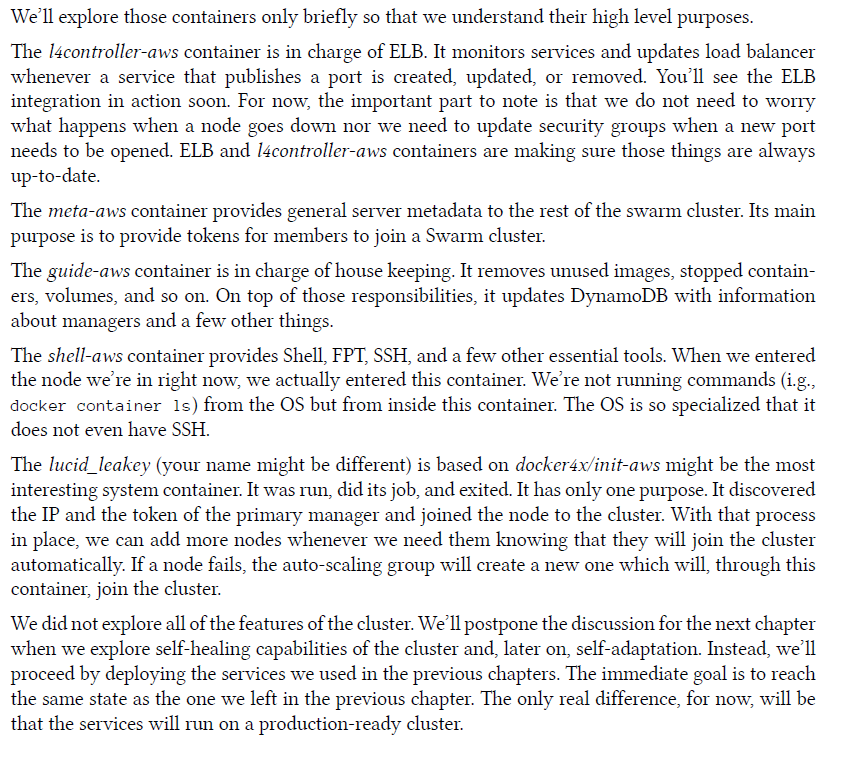 We’ll explore those containers only briefly so that we understand their high level purposes.
The l4controller-aws container is in charge of ELB. It monitors services and updates load balancer
whenever a service that publishes a port is created, updated, or removed. You’ll see the ELB
integration in action soon. For now, the important part to note is that we do not need to worry
what happens when a node goes down nor we need to update security groups when a new port
needs to be opened. ELB and l4controller-aws containers are making sure those things are always
up-to-date.
The meta-aws container provides general server metadata to the rest of the swarm cluster. Its main
purpose is to provide tokens for members to join a Swarm cluster.
The guide-aws container is in charge of house keeping. It removes unused images, stopped contain-
ers, volumes, and so on. On top of those responsibilities, it updates DynamoDB with information
about managers and a few other things.
The shell-aws container provides Shell, FPT, SSH, and a few other essential tools. When we entered
the node we’re in right now, we actually entered this container. We’re not running commands (i.g.,
docker container ls) from the OS but from inside this container. The OS is so specialized that it
does not even have SSH.
The lucid_leakey (your name might be different) is based on docker4x/init-aws might be the most
interesting system container. It was run, did its job, and exited. It has only one purpose. It discovered
the IP and the token of the primary manager and joined the node to the cluster. With that process
in place, we can add more nodes whenever we need them knowing that they will join the cluster
automatically. If a node fails, the auto-scaling group will create a new one which will, through this
container, join the cluster.
We did not explore all of the features of the cluster. We’ll postpone the discussion for the next chapter
when we explore self-healing capabilities of the cluster and, later on, self-adaptation. Instead, we’ll
proceed by deploying the services we used in the previous chapters. The immediate goal is to reach
the same state as the one we left in the previous chapter. The only real difference, for now, will be
that the services will run on a production-ready cluster.